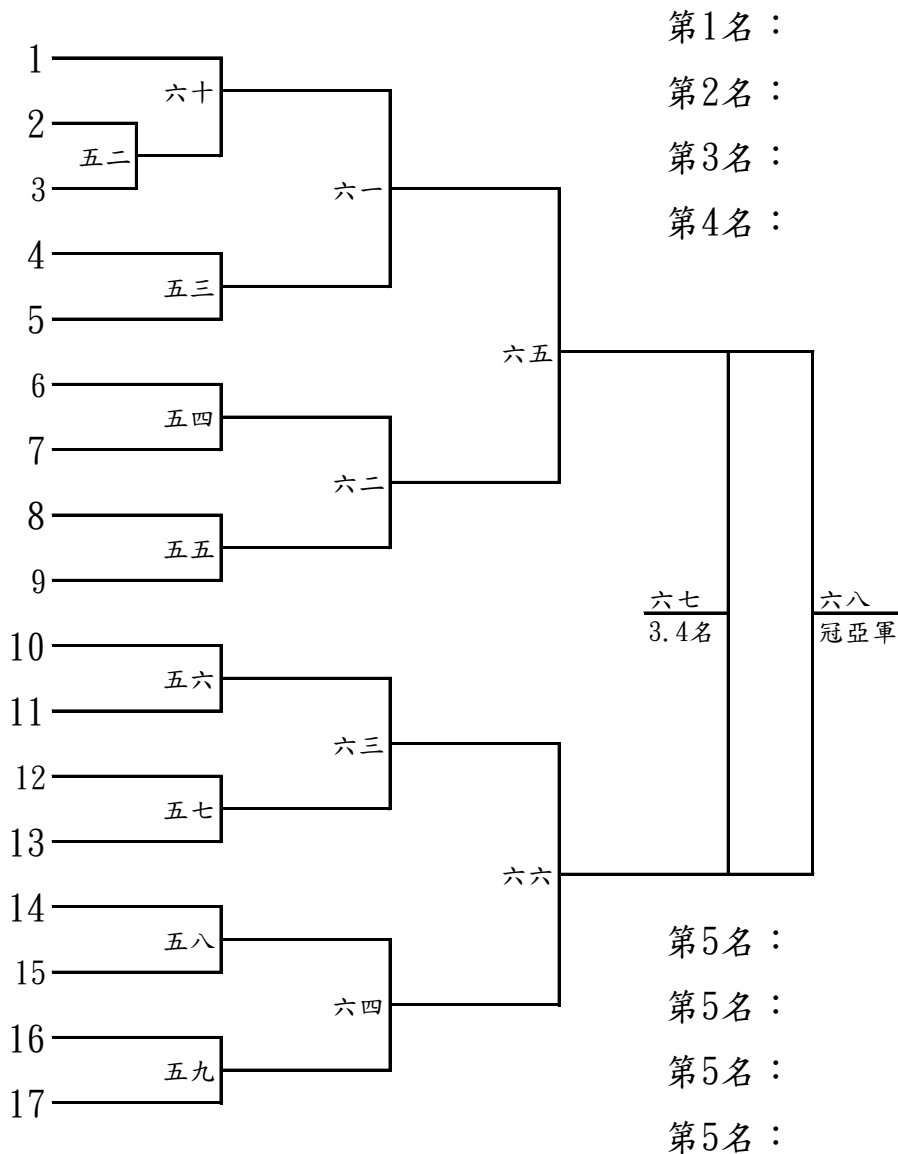 第1名：
1
六十
第2名：
2
五二
3
第3名：
六一
第4名：
4
五三
5
六五
6
五四
7
六二
8
五五
9
六七
六八
3.4名
冠亞軍
10
五六
11
六三
12
五七
13
六六
14
五八
第5名：
15
六四
第5名：
16
五九
第5名：
17
第5名：